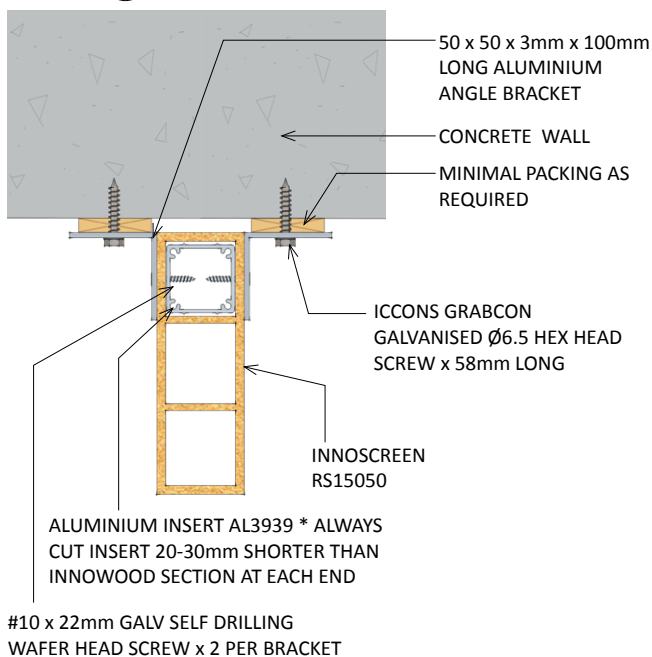 50 x 50 x 3mm x 100mm
LONG ALUMINIUM
ANGLE BRACKET
CONCRETE WALL
MINIMAL PACKING AS
REQUIRED
ICCONS GRABCON
GALVANISED Ø6.5 HEX HEAD
SCREW x 58mm LONG
INNOSCREEN
RS15050
ALUMINIUM INSERT AL3939 * ALWAYS
CUT INSERT 20-30mm SHORTER THAN
INNOWOOD SECTION AT EACH END
#10 x 22mm GALV SELF DRILLING
WAFER HEAD SCREW x 2 PER BRACKET